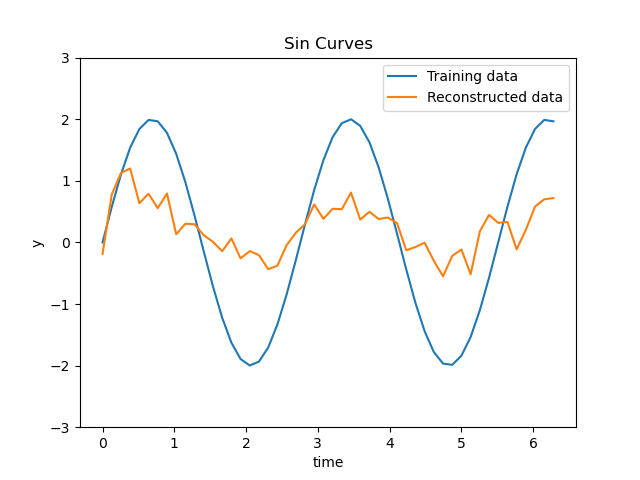 Sin Curves
Training data
Reconstructed data
3
2
1
0
−1
−2
−3
y
0 1 2 3 4 5 6
time